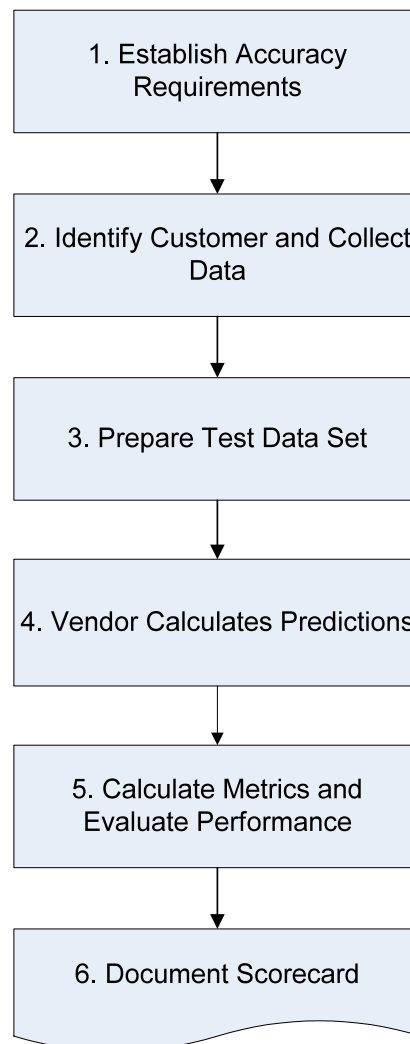 1. Establish Accuracy
Requirements
2. Identify Customer and Collect
Data
3. Prepare Test Data Set
4. Vendor Calculates Predictions
5. Calculate Metrics and
Evaluate Performance
6. Document Scorecard